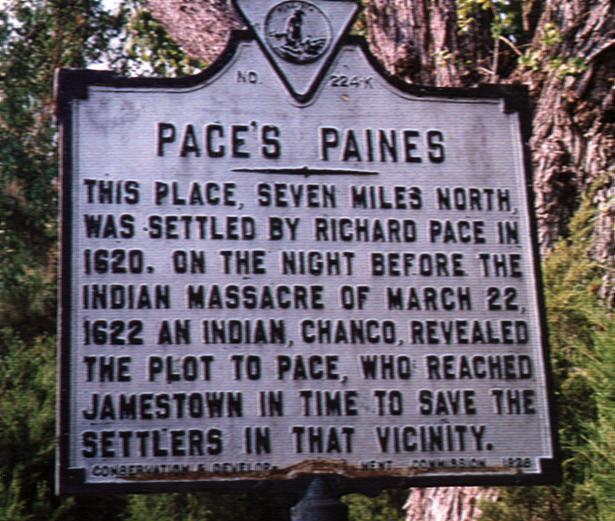 NO. 224-K
PACE'S PAINES
THIS PLACE, SEVEN MILES NORTH,
WAS SETTLED BY RICHARD PACE IN
1620. ON THE NIGHT BEFORE THE
INDIAN MASSACRE OF MARCH 22,
1622 AN INDIAN, CHANCO, REVEALED
THE PLOT TO PACE, WHO REACHED
JAMESTOWN IN TIME TO SAVE THE
SETTLERS IN THAT VICINITY.
CONSERVATION & DEVELOP MENT COMMISSION 1928